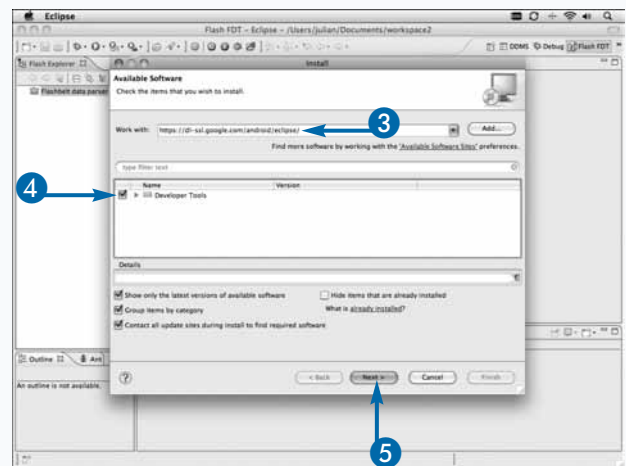 Eclipse
Flash FDT - Eclipse - /Users/julian/Documents/workspace2
DDMS Debug Flash FDT
Flash Explorer
Install
Flashbelt data parser
Available Software
Check the items that you wish to install.
Work with: https://dl-ssl.google.com/android/eclipse/
3
Add...
Find more software by working with the "Available Software Sites" preferences.
type filter text
Name Version
4
Developer Tools
Details
Show only the latest versions of available software
Hide items that are already installed
Group items by category
What is already installed?
Contact all update sites during install to find required software
Outline Ant
An outline is not available.
?
< Back
Next >
Cancel
Finish
5